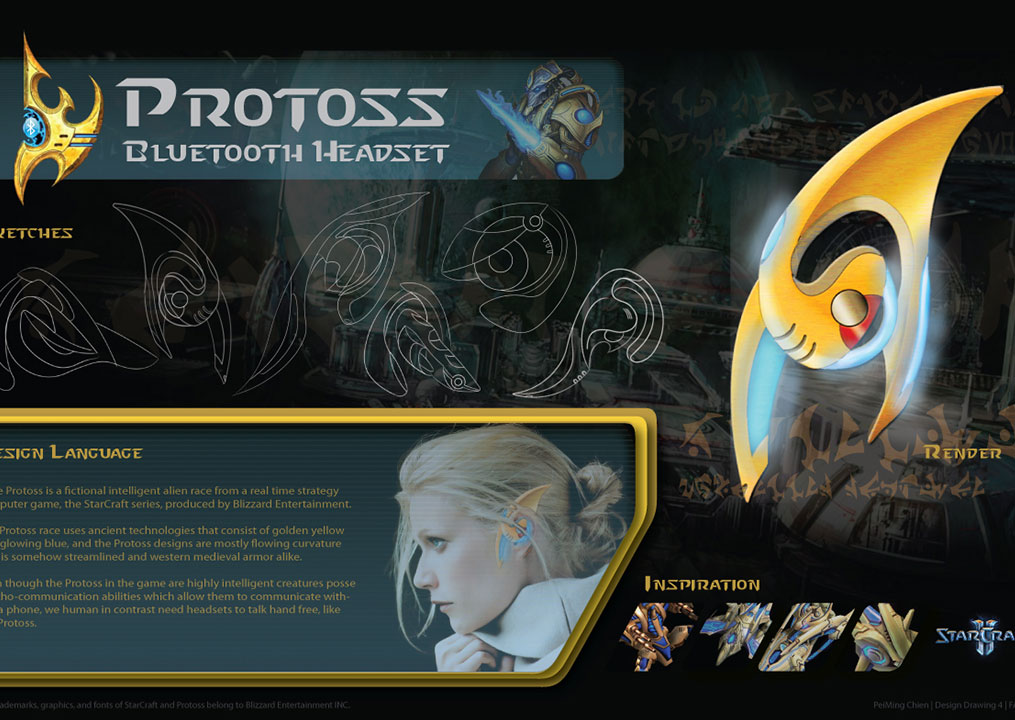 PROTOSS
BLUETOOTH HEADSET
KETCHES
ESIGN LANGUAGE
e Protoss is a fictional intelligent alien race from a real time strategy
puter game, the StarCraft series, produced by Blizzard Entertainment.
Protoss race uses ancient technologies that consist of golden yellow
glowing blue, and the Protoss designs are mostly flowing curvature
is somehow streamlined and western medieval armor alike.
n though the Protoss in the game are highly intelligent creatures posse
ho-communication abilities which allow them to communicate with-
a phone, we human in contrast need headsets to talk hand free, like
Protoss.
RENDER
INSPIRATION
STARCRA
II
ademarks, graphics, and fonts of StarCraft and Protoss belong to Blizzard Entertainment INC.
PeiMing Chien | Design Drawing 4 | F